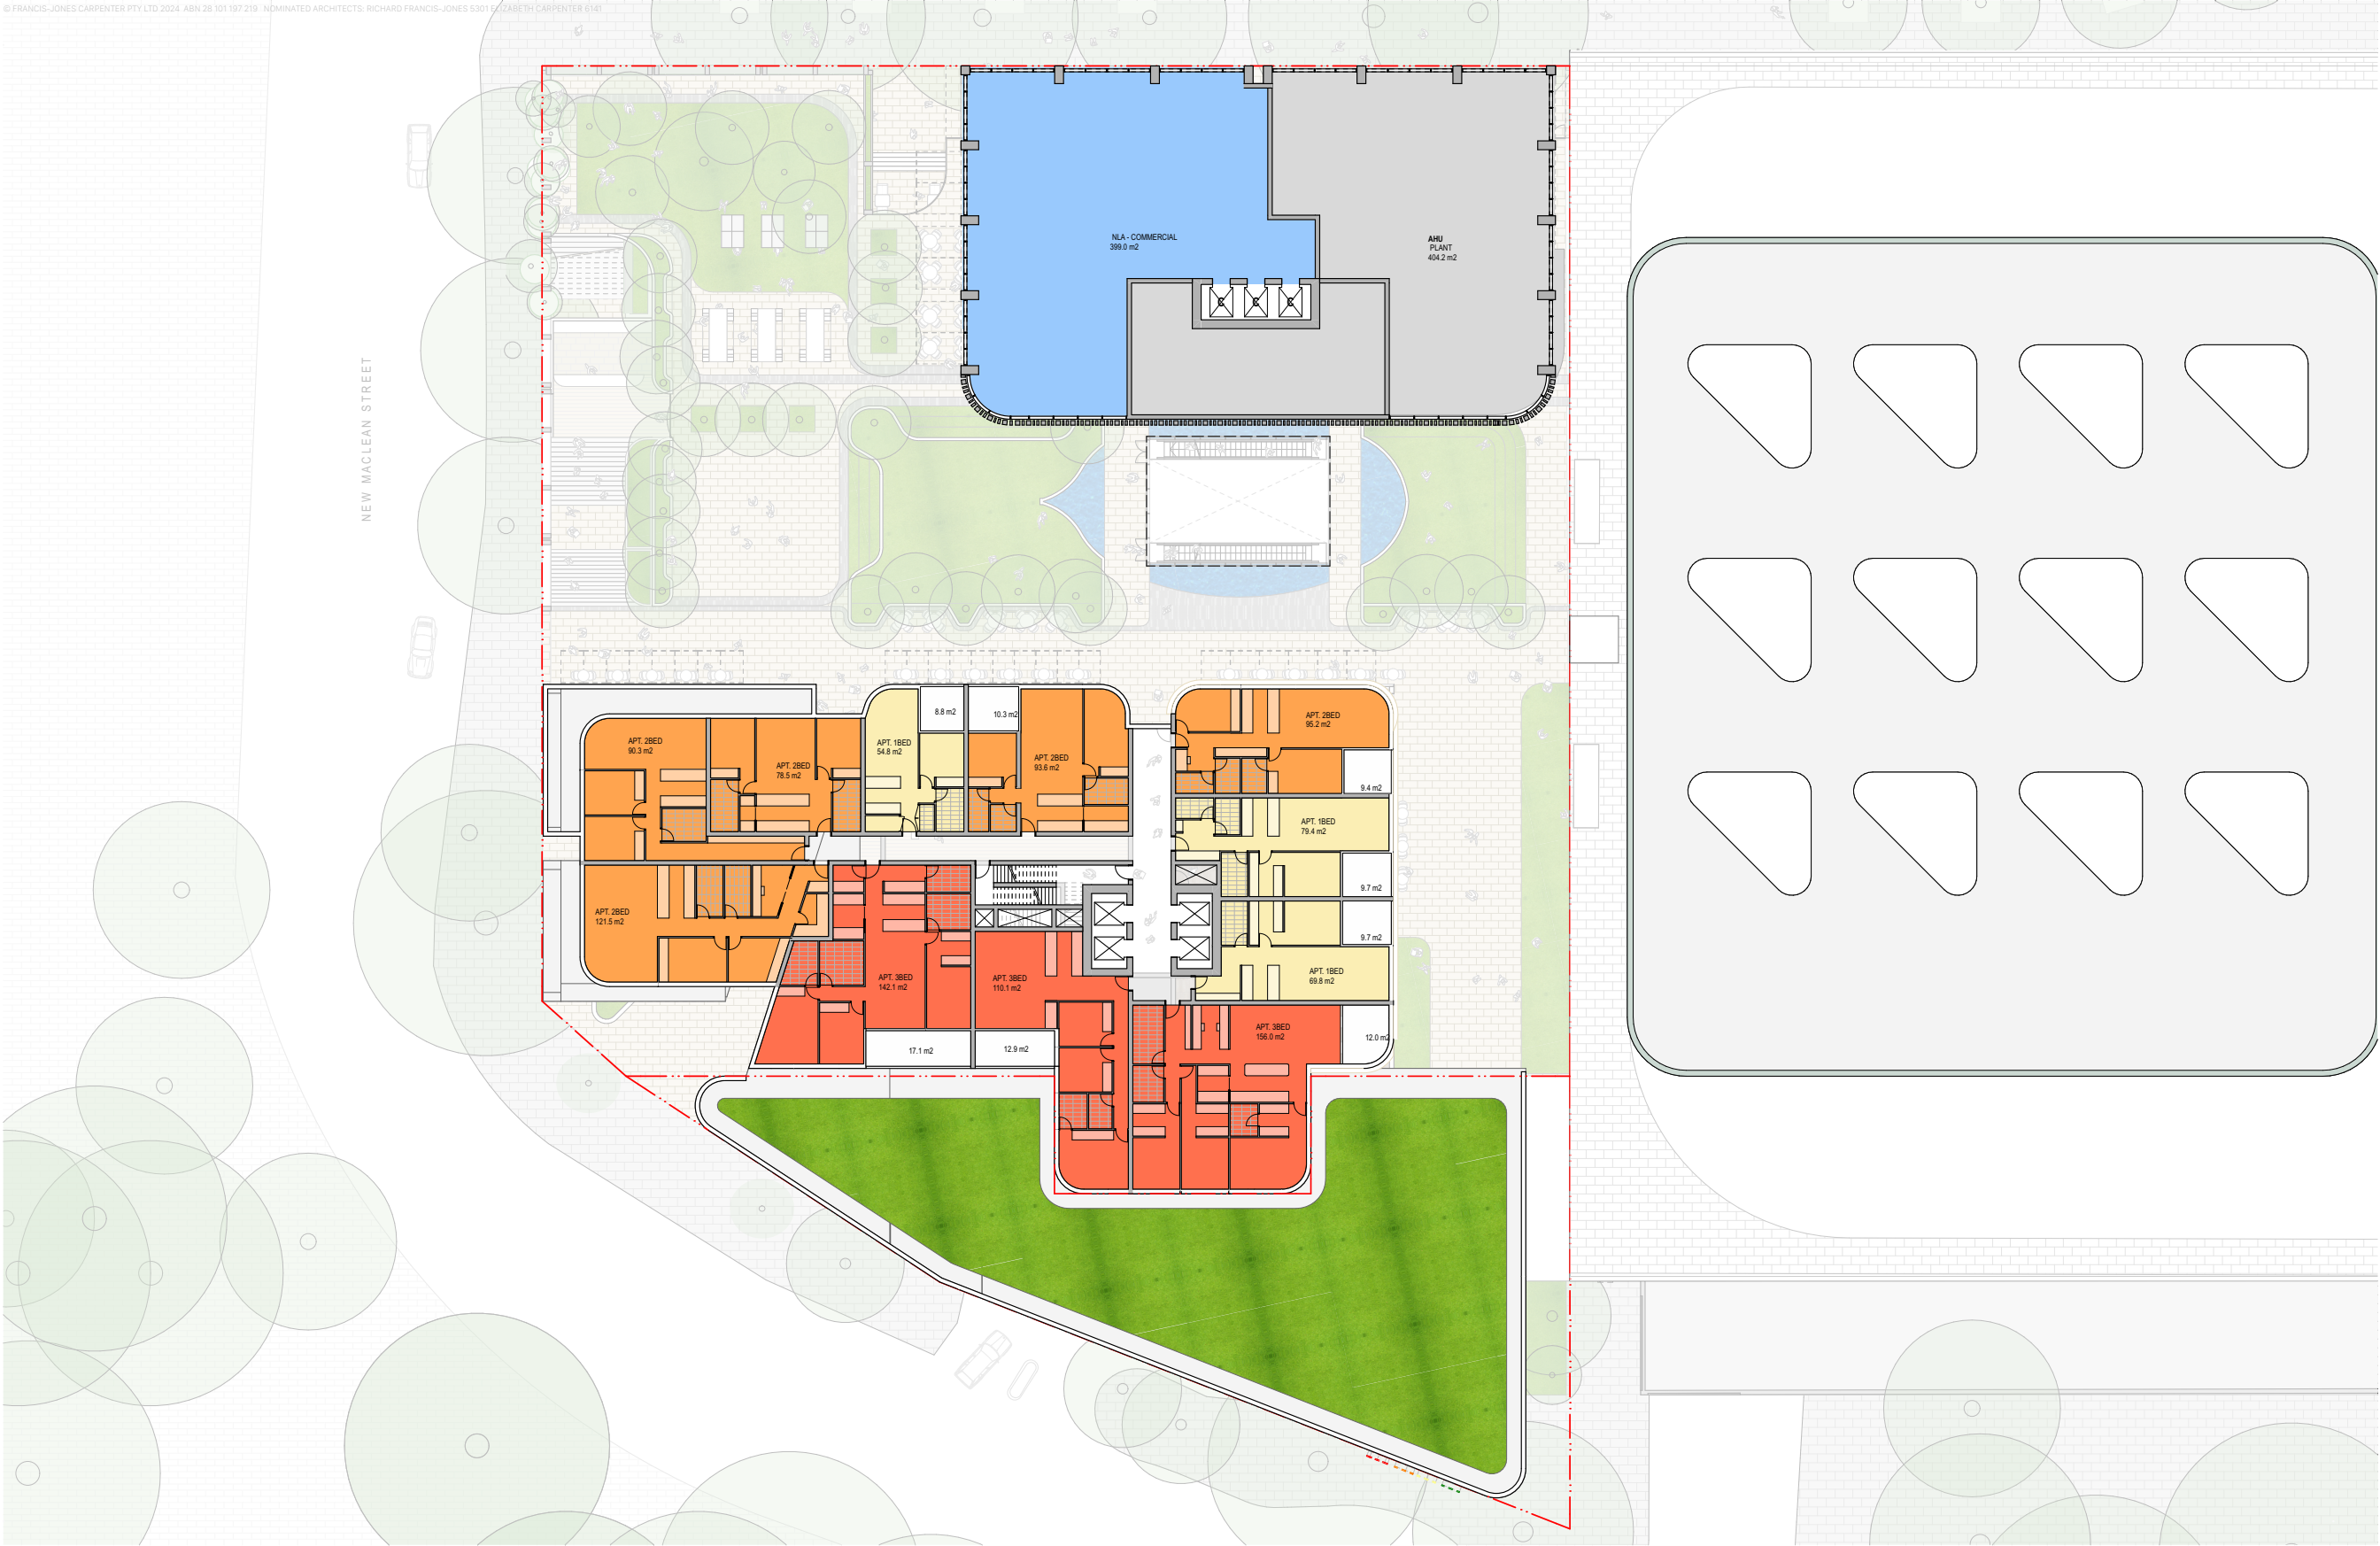 © FRANCIS-JONES CARPENTER PTY LTD 2024 ABN 28 101 197 219 NOMINATED ARCHITECTS: RICHARD FRANCIS-JONES 5301 ELIZABETH CARPENTER 6141
NLA - COMMERCIAL
399.0 m2
AHU
PLANT
404.2 m2
C
C
C
NEW MACLEAN STREET
APT. 2BED
90.3 m2
APT. 2BED
78.5 m2
APT. 1BED
54.8 m2
8.8 m2
10.3 m2
APT. 2BED
93.6 m2
APT. 2BED
95.2 m2
9.4 m2
APT. 1BED
79.4 m2
9.7 m2
APT. 2BED
121.5 m2
9.7 m2
APT. 3BED
142.1 m2
APT. 3BED
110.1 m2
APT. 1BED
69.8 m2
17.1 m2
12.9 m2
APT. 3BED
156.0 m2
12.0 m2